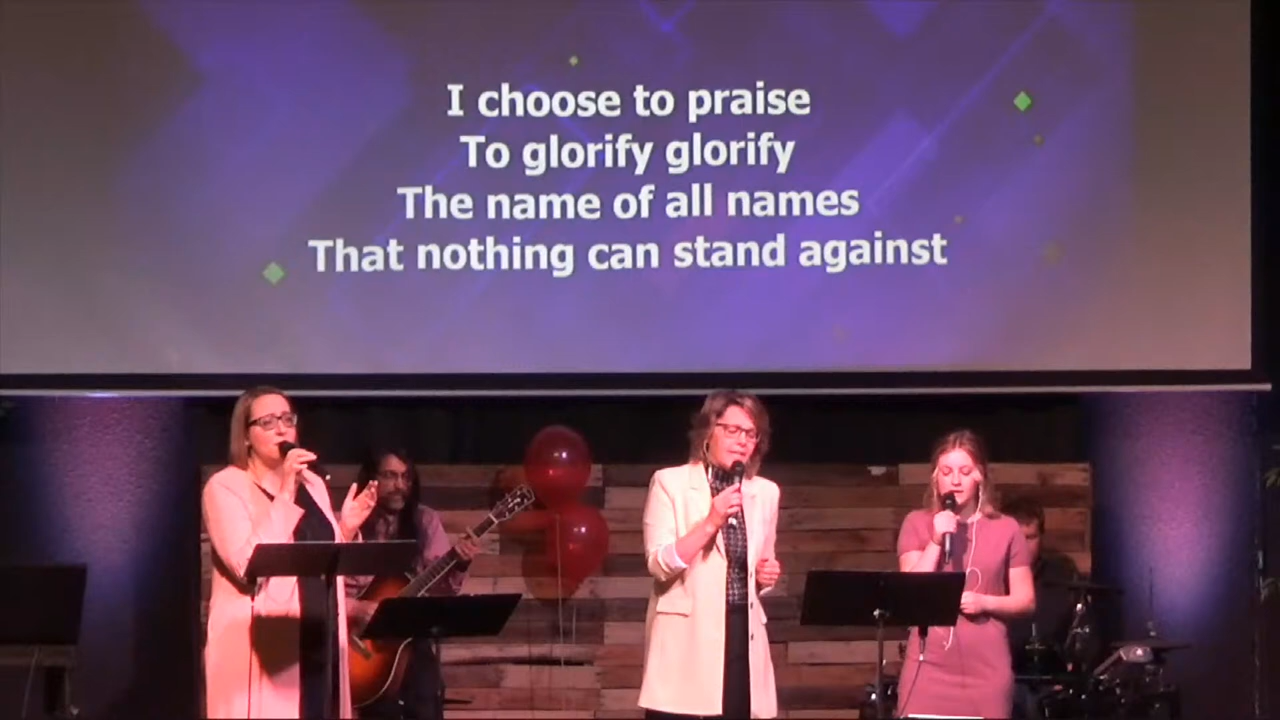 I choose to praise
To glorify glorify
The name of all names
That nothing can stand against